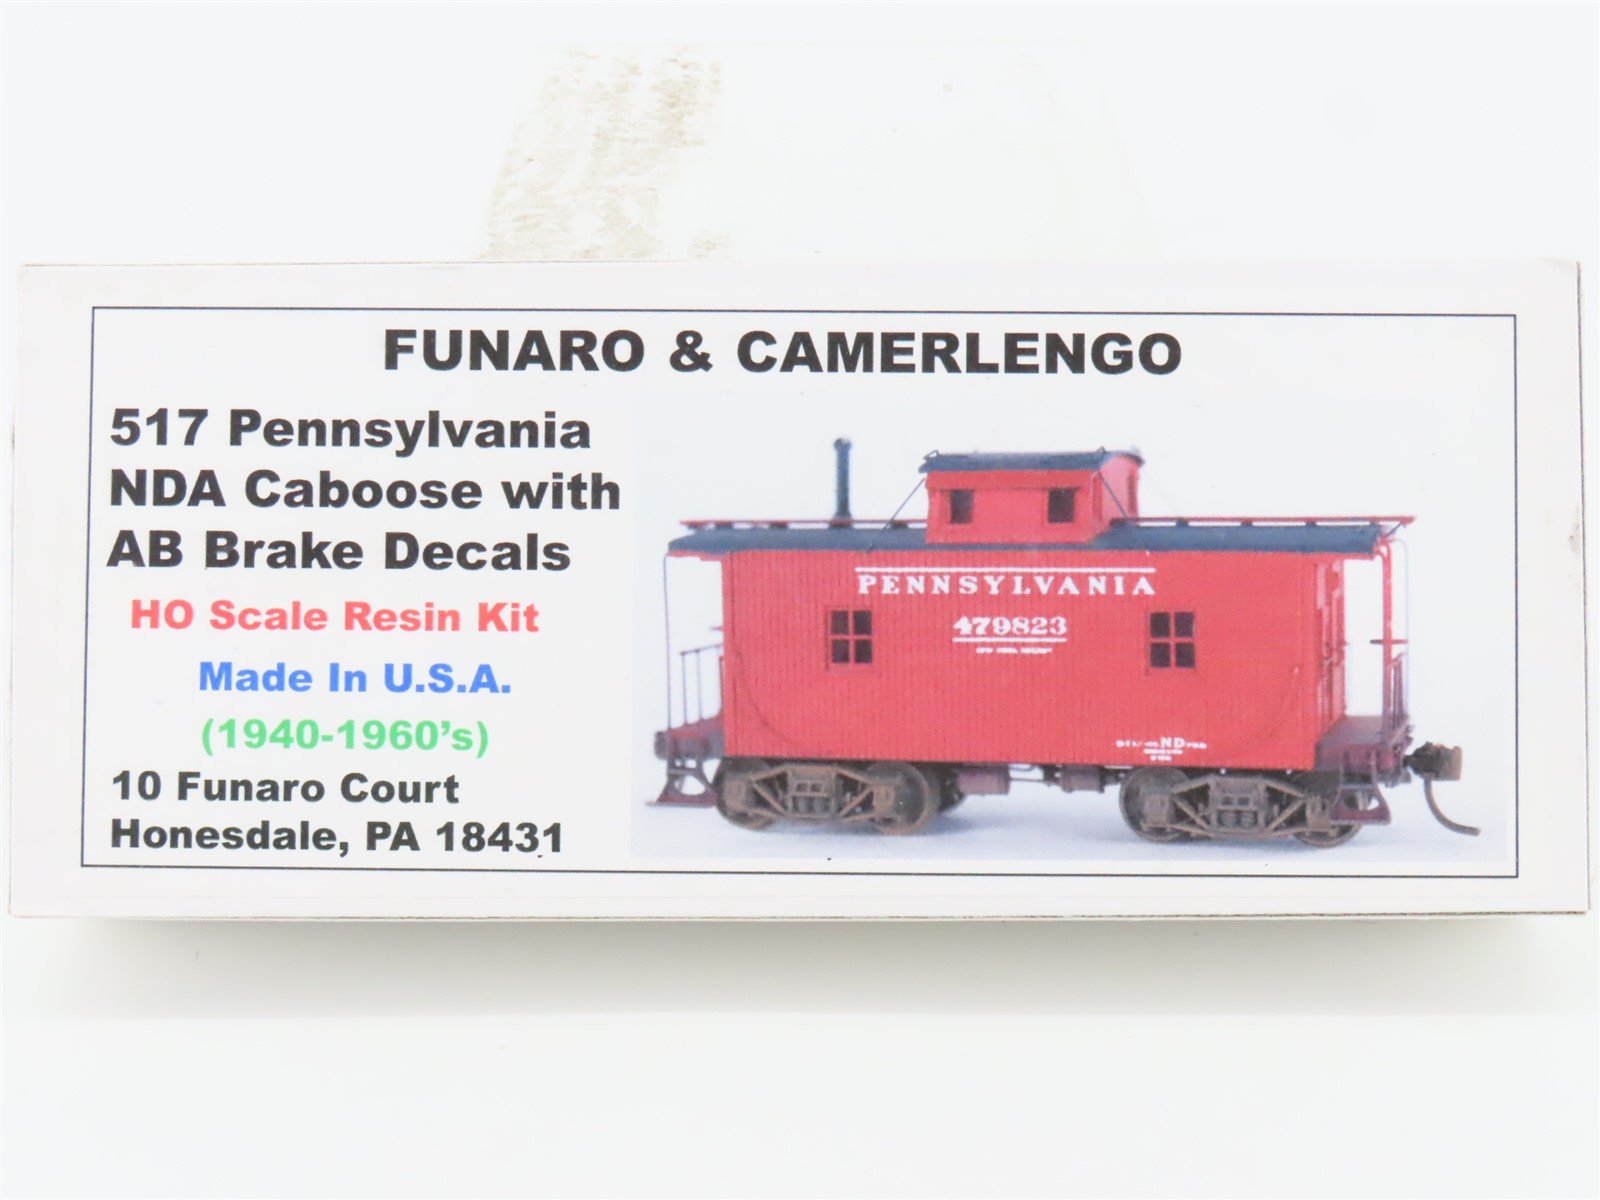 FUNARO & CAMERLENGO
517 Pennsylvania
NDA Caboose with
AB Brake Decals
HO Scale Resin Kit
Made In U.S.A.
(1940-1960's)
10 Funaro Court
Honesdale, PA 18431
PENNSYLVANIA
479823
ND